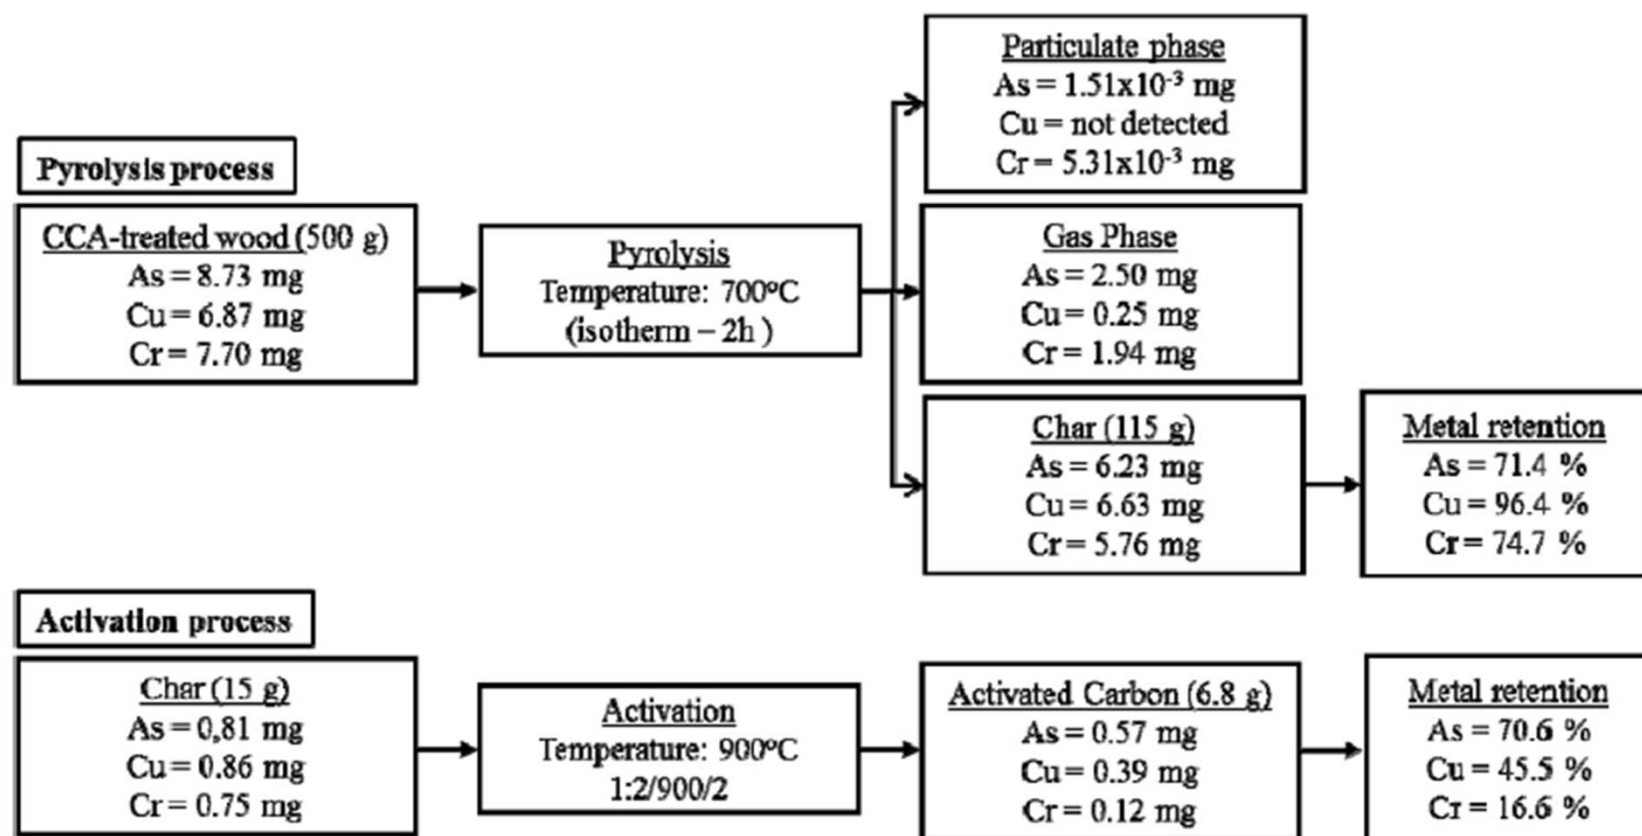 Pyrolysis process
CCA-treated wood (500 g)
As = 8.73 mg
Cu = 6.87 mg
Cr = 7.70 mg
Pyrolysis
Temperature: 700°C
(isotherm – 2h )
Particulate phase
As = 1.51x10⁻³ mg
Cu = not detected
Cr = 5.31x10⁻³ mg
Gas Phase
As = 2.50 mg
Cu = 0.25 mg
Cr = 1.94 mg
Char (115 g)
As = 6.23 mg
Cu = 6.63 mg
Cr = 5.76 mg
Metal retention
As = 71.4 %
Cu = 96.4 %
Cr = 74.7 %
Activation process
Char (15 g)
As = 0,81 mg
Cu = 0.86 mg
Cr = 0.75 mg
Activation
Temperature: 900°C
1:2/900/2
Activated Carbon (6.8 g)
As = 0.57 mg
Cu = 0.39 mg
Cr = 0.12 mg
Metal retention
As = 70.6 %
Cu = 45.5 %
Cr = 16.6 %